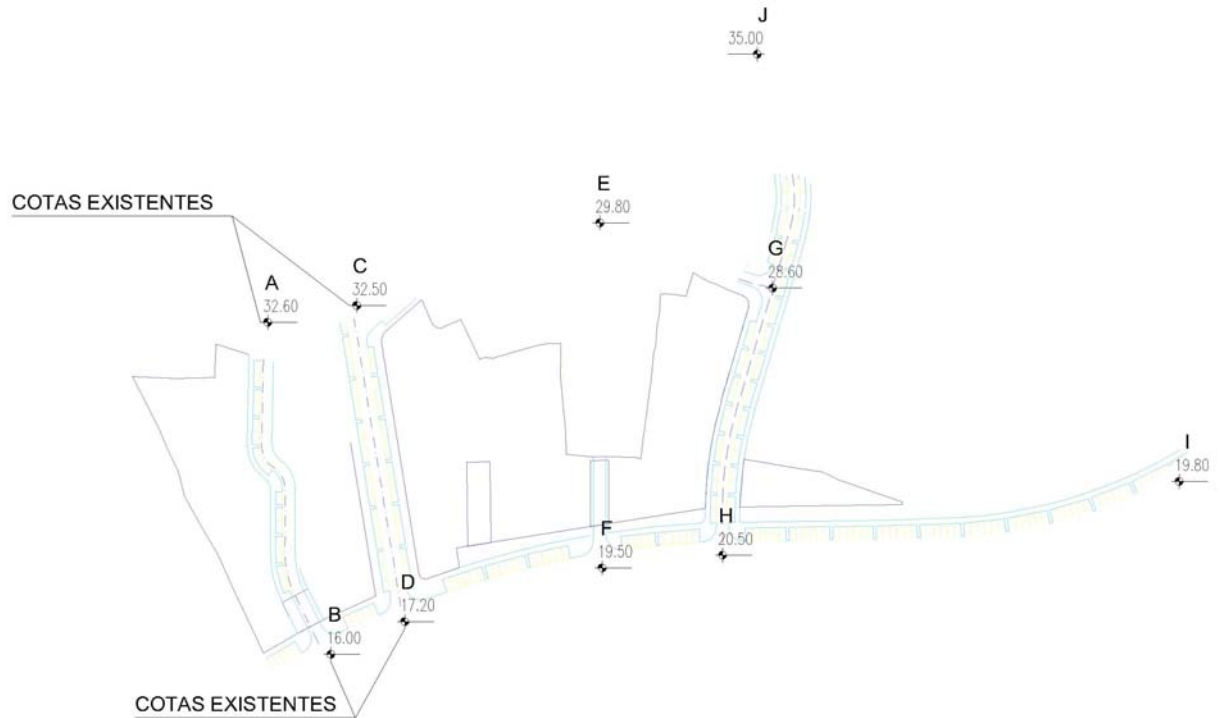 J
35.00
E
29.80
COTAS EXISTENTES
G
28.60
C
32.50
A
32.60
I
19.80
H
20.50
F
19.50
D
17.20
B
16.00
COTAS EXISTENTES